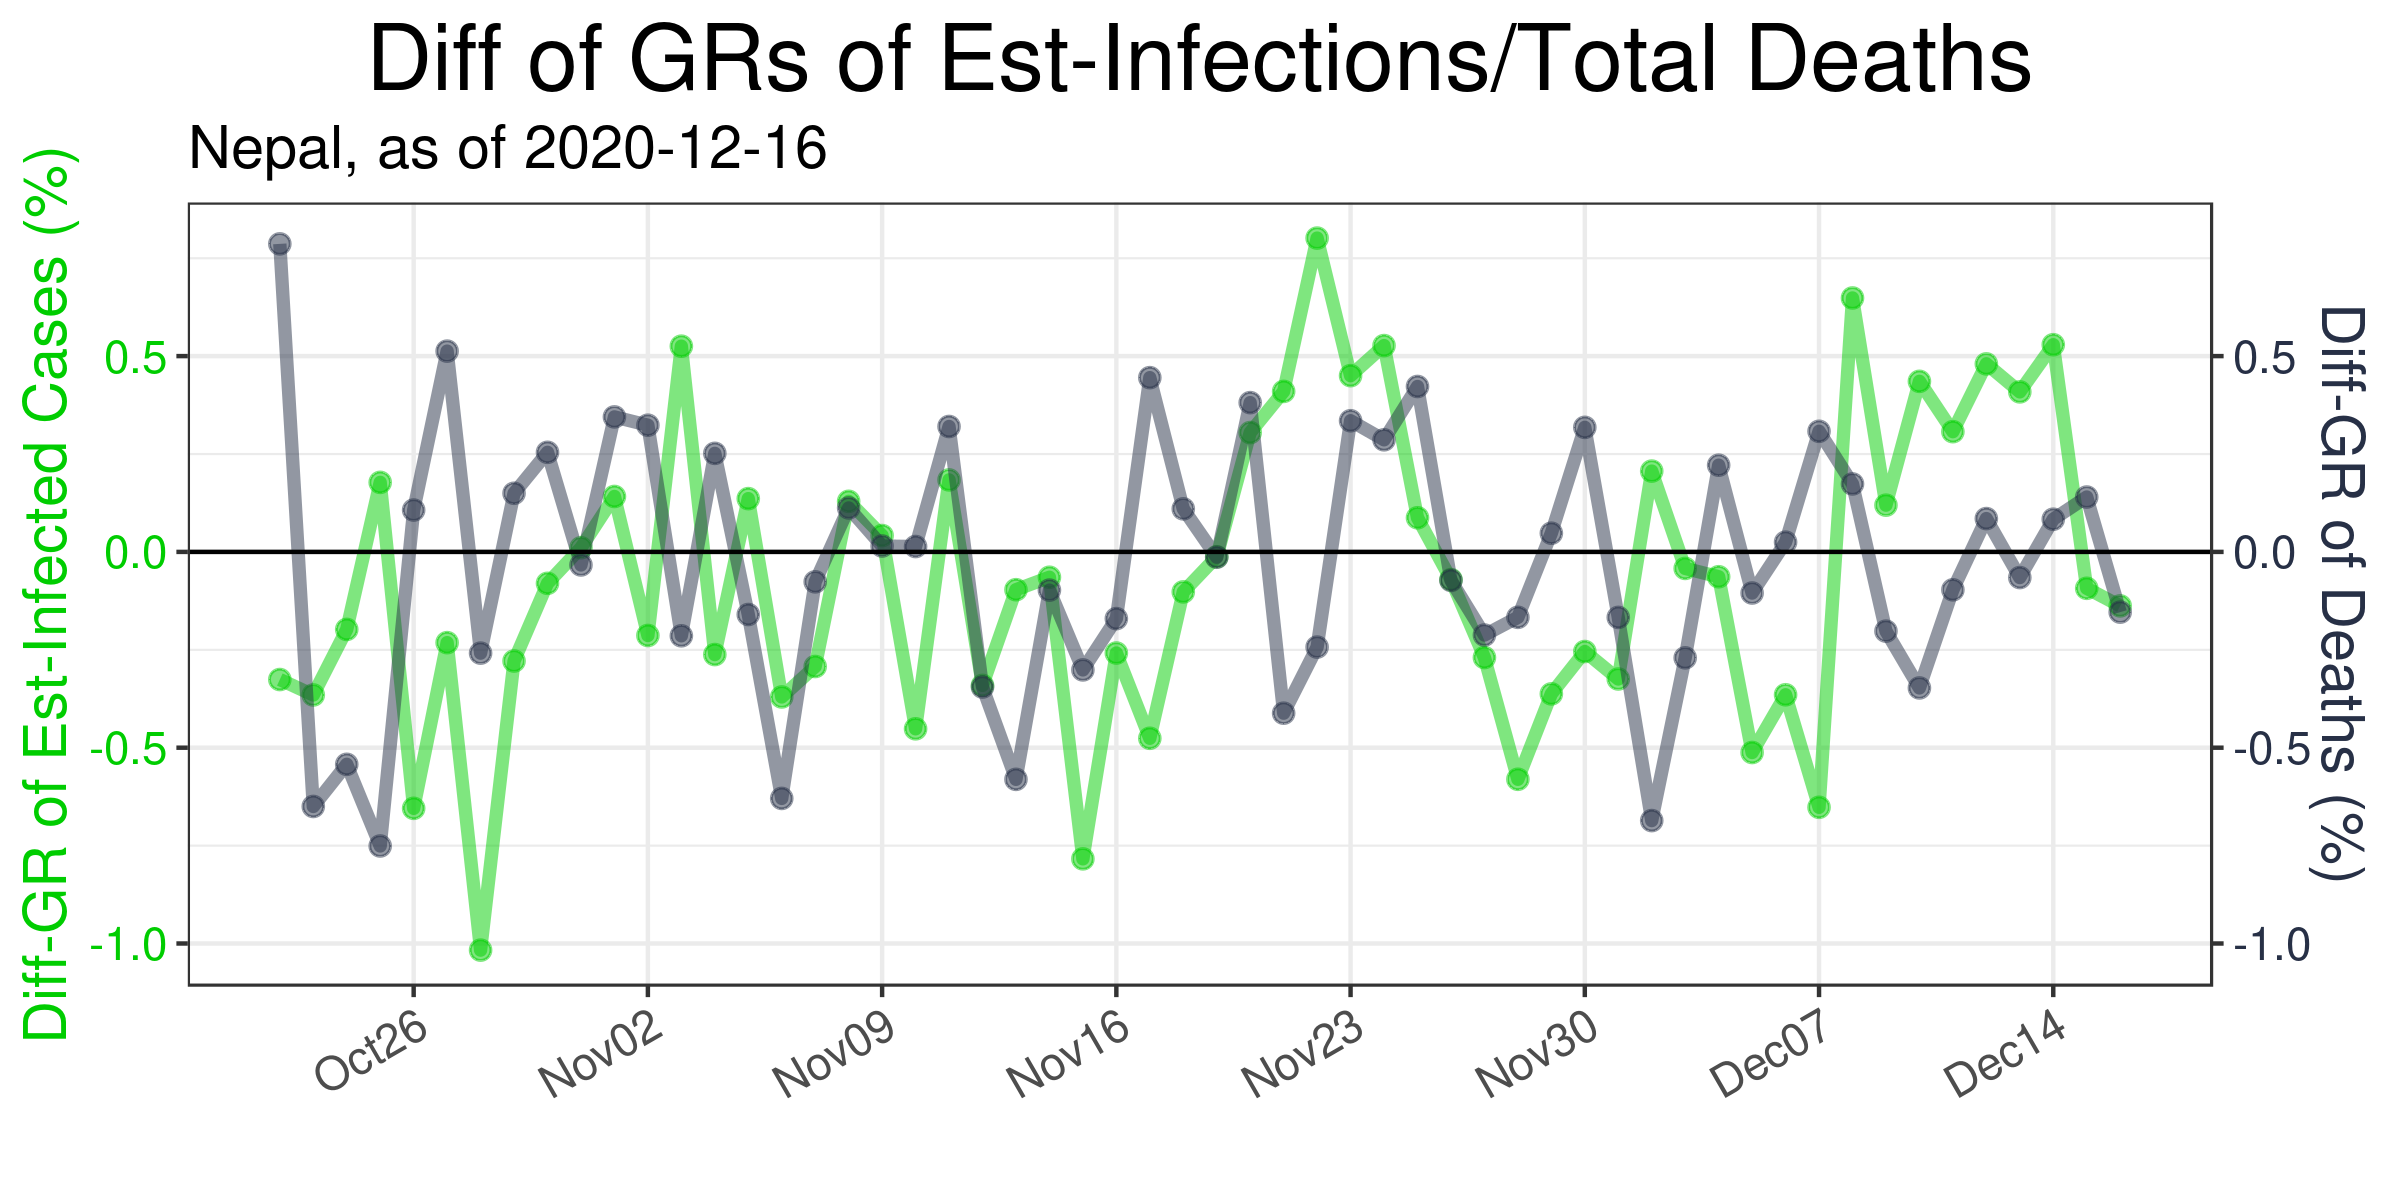 Diff of GRs of Est-Infections/Total Deaths
Nepal, as of 2020-12-16
Diff-GR of Est-Infected Cases (%)
0.5
0.0
-0.5
-1.0
0.5
0.0
-0.5
-1.0
Diff-GR of Deaths (%)
Oct26
Nov02
Nov09
Nov16
Nov23
Nov30
Dec07
Dec14